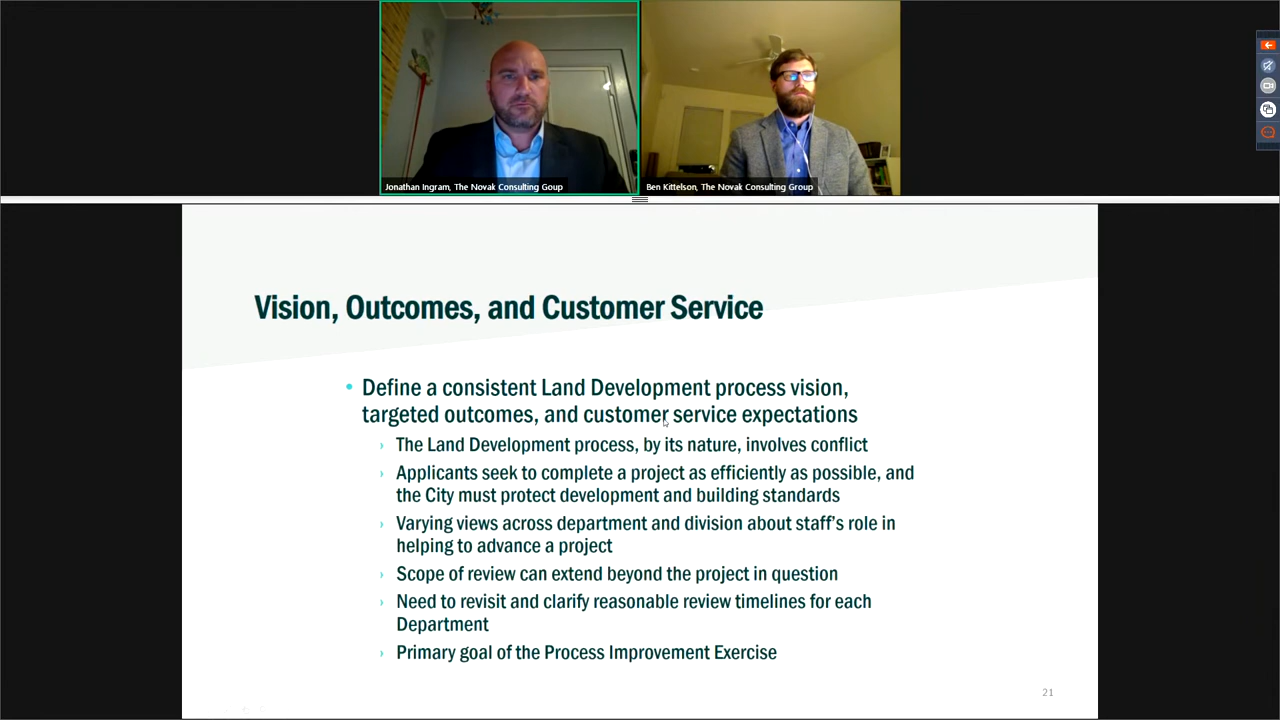 Jonathan Ingram, The Novak Consulting Goup
Ben Kittelson, The Novak Consulting Group
Vision, Outcomes, and Customer Service
• Define a consistent Land Development process vision,
targeted outcomes, and customer service expectations
› The Land Development process, by its nature, involves conflict
› Applicants seek to complete a project as efficiently as possible, and
the City must protect development and building standards
› Varying views across department and division about staff's role in
helping to advance a project
› Scope of review can extend beyond the project in question
› Need to revisit and clarify reasonable review timelines for each
Department
› Primary goal of the Process Improvement Exercise
21